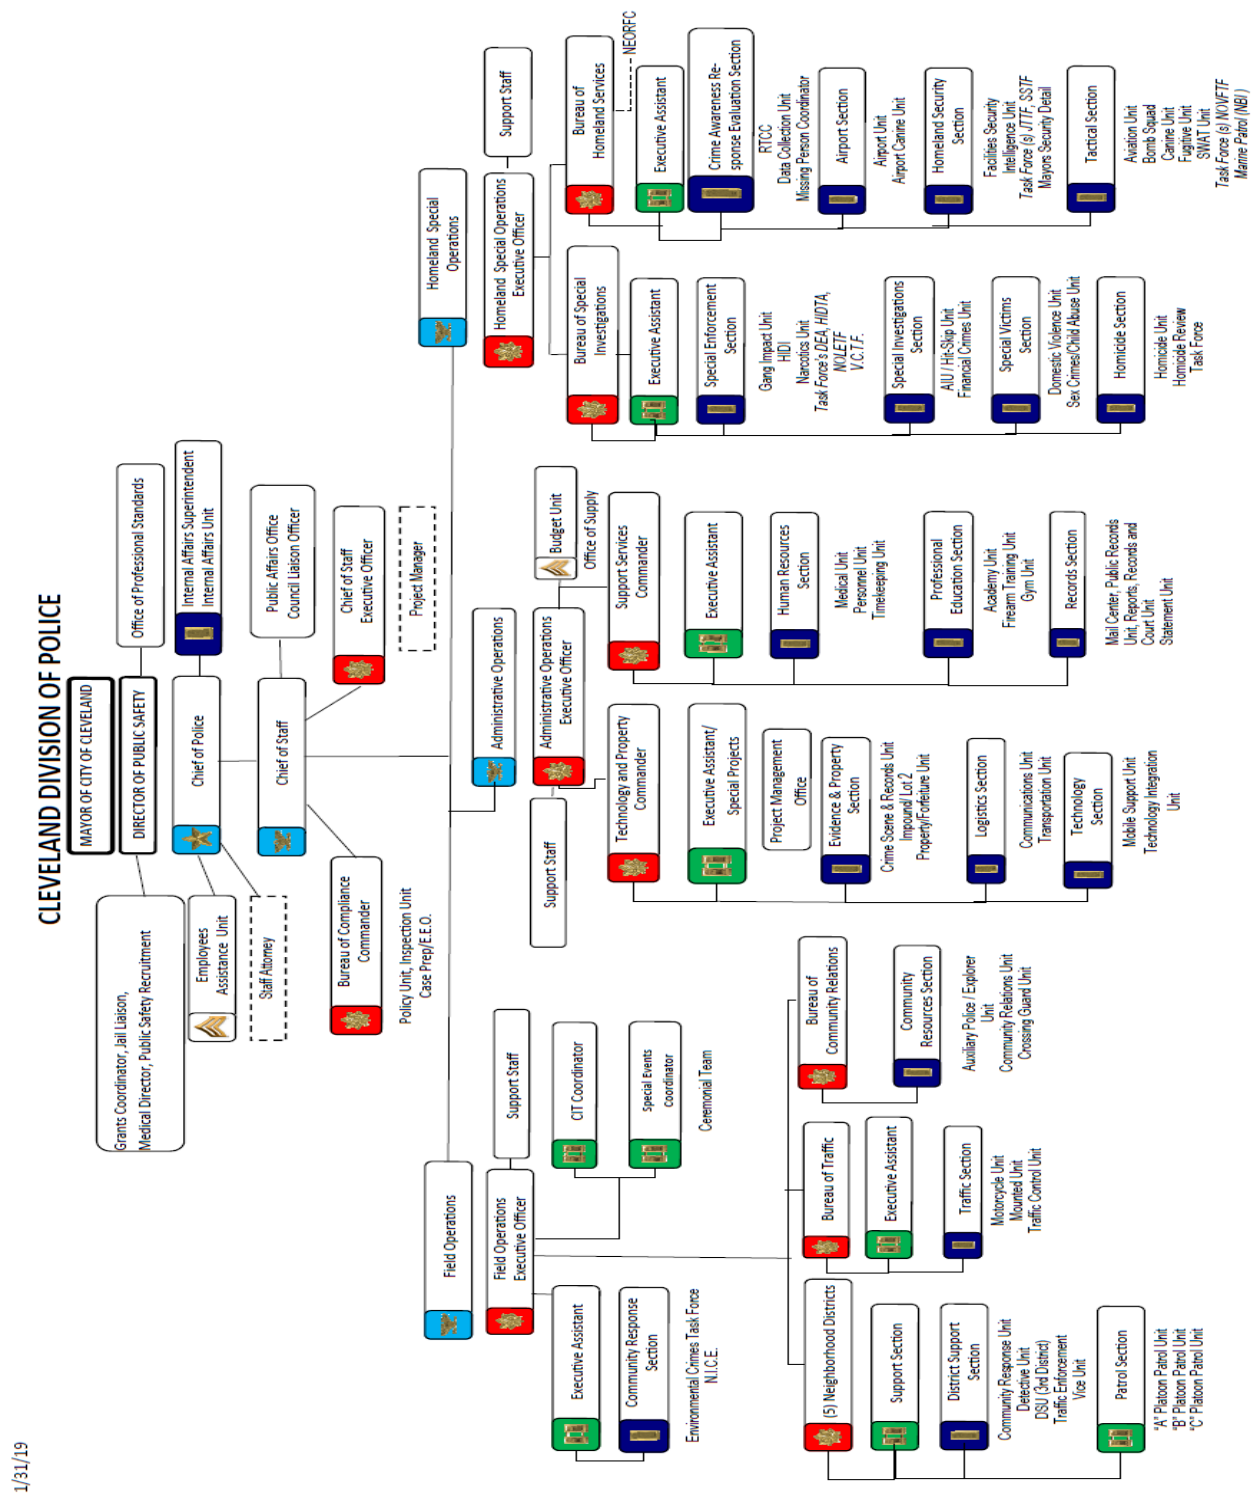 1/31/19
CLEVELAND DIVISION OF POLICE
MAYOR OF CITY OF CLEVELAND
DIRECTOR OF PUBLIC SAFETY
Office of Professional Standards
Grants Coordinator, Jail Liaison,
Medical Director, Public Safety Recruitment
Chief of Police
Internal Affairs Superintendent
Internal Affairs Unit
Employees
Assistance Unit
Staff Attorney
Chief of Staff
Public Affairs Office
Council Liaison Officer
Chief of Staff
Executive Officer
Project Manager
Bureau of Compliance
Commander
Policy Unit, Inspection Unit
Case Prep/E.E.O.
Field Operations
Field Operations
Executive Officer
Support Staff
Executive Assistant
Community Response
Section
Environmental Crimes Task Force
N.I.C.E.
CIT Coordinator
Special Events
Coordinator
Ceremonial Team
(5) Neighborhood Districts
Support Section
District Support
Section
Community Response Unit
Detective Unit
DSU (3rd District)
Traffic Enforcement
Vice Unit
Patrol Section
"A" Platoon Patrol Unit
"B" Platoon Patrol Unit
"C" Platoon Patrol Unit
Bureau of Traffic
Executive Assistant
Traffic Section
Motorcycle Unit
Mounted Unit
Traffic Control Unit
Bureau of
Community Relations
Community
Resources Section
Auxiliary Police / Explorer
Unit
Community Relations Unit
Crossing Guard Unit
Administrative Operations
Administrative Operations
Executive Officer
Support Staff
Budget Unit
Office of Supply
Technology and Property
Commander
Executive Assistant/
Special Projects
Project Management
Office
Evidence & Property
Section
Crime Scene & Records Unit
Impound/ Lot 2
Property/Forfeiture Unit
Logistics Section
Communications Unit
Transportation Unit
Technology
Section
Mobile Support Unit
Technology Integration
Unit
Support Services
Commander
Executive Assistant
Human Resources
Section
Medical Unit
Personnel Unit
Timekeeping Unit
Professional
Education Section
Academy Unit
Firearm Training Unit
Gym Unit
Records Section
Mail Center, Public Records
Unit, Reports, Records and
Court Unit
Statement Unit
Homeland Special
Operations
Homeland Special Operations
Executive Officer
Support Staff
Bureau of Special
Investigations
Executive Assistant
Special Enforcement
Section
Gang Impact Unit
HIDI
Narcotics Unit
Task Force's DEA, HIDTA,
NOLETF
V.C.T.F.
Special Investigations
Section
AIU / Hit-Skip Unit
Financial Crimes Unit
Special Victims
Section
Domestic Violence Unit
Sex Crimes/Child Abuse Unit
Homicide Section
Homicide Unit
Homicide Review
Task Force
Bureau of
Homeland Services
NEORFC
Executive Assistant
Crime Awareness Re-
sponse Evaluation Section
RTCC
Data Collection Unit
Missing Person Coordinator
Airport Section
Airport Unit
Airport Canine Unit
Homeland Security
Section
Facilities Security
Intelligence Unit
Task Force (s) JTTF, SSTF
Mayors Security Detail
Tactical Section
Aviation Unit
Bomb Squad
Canine Unit
Fugitive Unit
SWAT Unit
Task Force (s) NOVFTF
Marine Patrol (NBI )